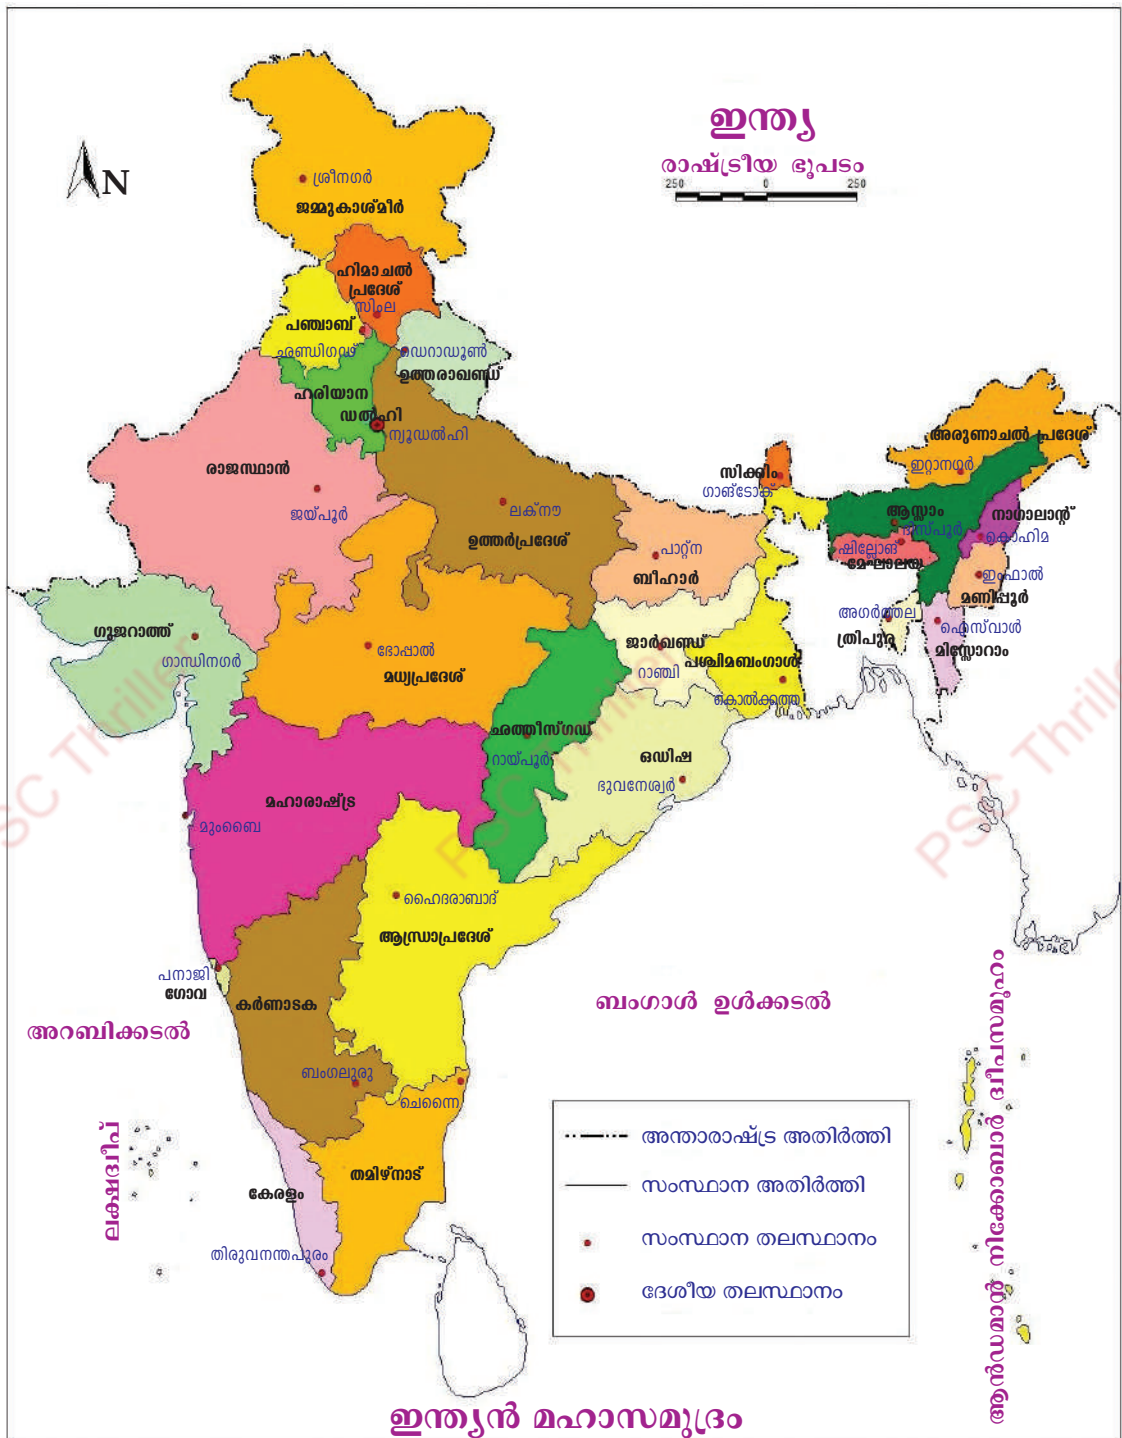 ഇന്ത്യ
രാഷ്ട്രീയ ഭൂപടം
250 0 250
N
ശ്രീനഗർ
ജമ്മുകാശ്മീർ
ഹിമാചൽ
പ്രദേശ്
സിംല
പഞ്ചാബ്
ഛണ്ഡിഗഢ്
ഡെറാഡൂൺ
ഉത്തരാഖണ്ഡ്
ഹരിയാന
ഡൽഹി
ന്യൂഡൽഹി
അരുണാചൽ പ്രദേശ്
ഇറ്റാനഗർ
സിക്കിം
ഗാങ്ടോക്
രാജസ്ഥാൻ
ജയ്പൂർ
ലക്നൗ
ഉത്തർപ്രദേശ്
ആസ്സാം
ദിസ്പൂർ
നാഗാലാന്റ്
കൊഹിമ
ഷില്ലോങ്
മേഘാലയ
പാറ്റ്ന
ബീഹാർ
ഇംഫാൽ
മണിപ്പൂർ
അഗർത്തല
ത്രിപുര
ഐസ്വാൾ
മിസ്സോറാം
ഗുജറാത്ത്
ഗാന്ധിനഗർ
ഭോപ്പാൽ
മധ്യപ്രദേശ്
ജാർഖണ്ഡ്
റാഞ്ചി
പശ്ചിമബംഗാൾ
കൊൽക്കത്ത
ഛത്തീസ്ഗഡ്
റായ്പൂർ
ഒഡിഷ
ഭുവനേശ്വർ
മഹാരാഷ്ട്ര
മുംബൈ
ഹൈദരാബാദ്
ആന്ധ്രാപ്രദേശ്
പനാജി
ഗോവ
കർണാടക
ബംഗാൾ ഉൾക്കടൽ
അറബിക്കടൽ
ബംഗലൂരു
ചെന്നൈ
ലക്ഷദ്വീപ്
തമിഴ്നാട്
കേരളം
തിരുവനന്തപുരം
ആൻഡമാൻ നിക്കോബാർ ദ്വീപസമൂഹം
അന്താരാഷ്ട്ര അതിർത്തി
സംസ്ഥാന അതിർത്തി
സംസ്ഥാന തലസ്ഥാനം
ദേശീയ തലസ്ഥാനം
ഇന്ത്യൻ മഹാസമുദ്രം
PSC Thriller
PSC Thriller
PSC Thriller